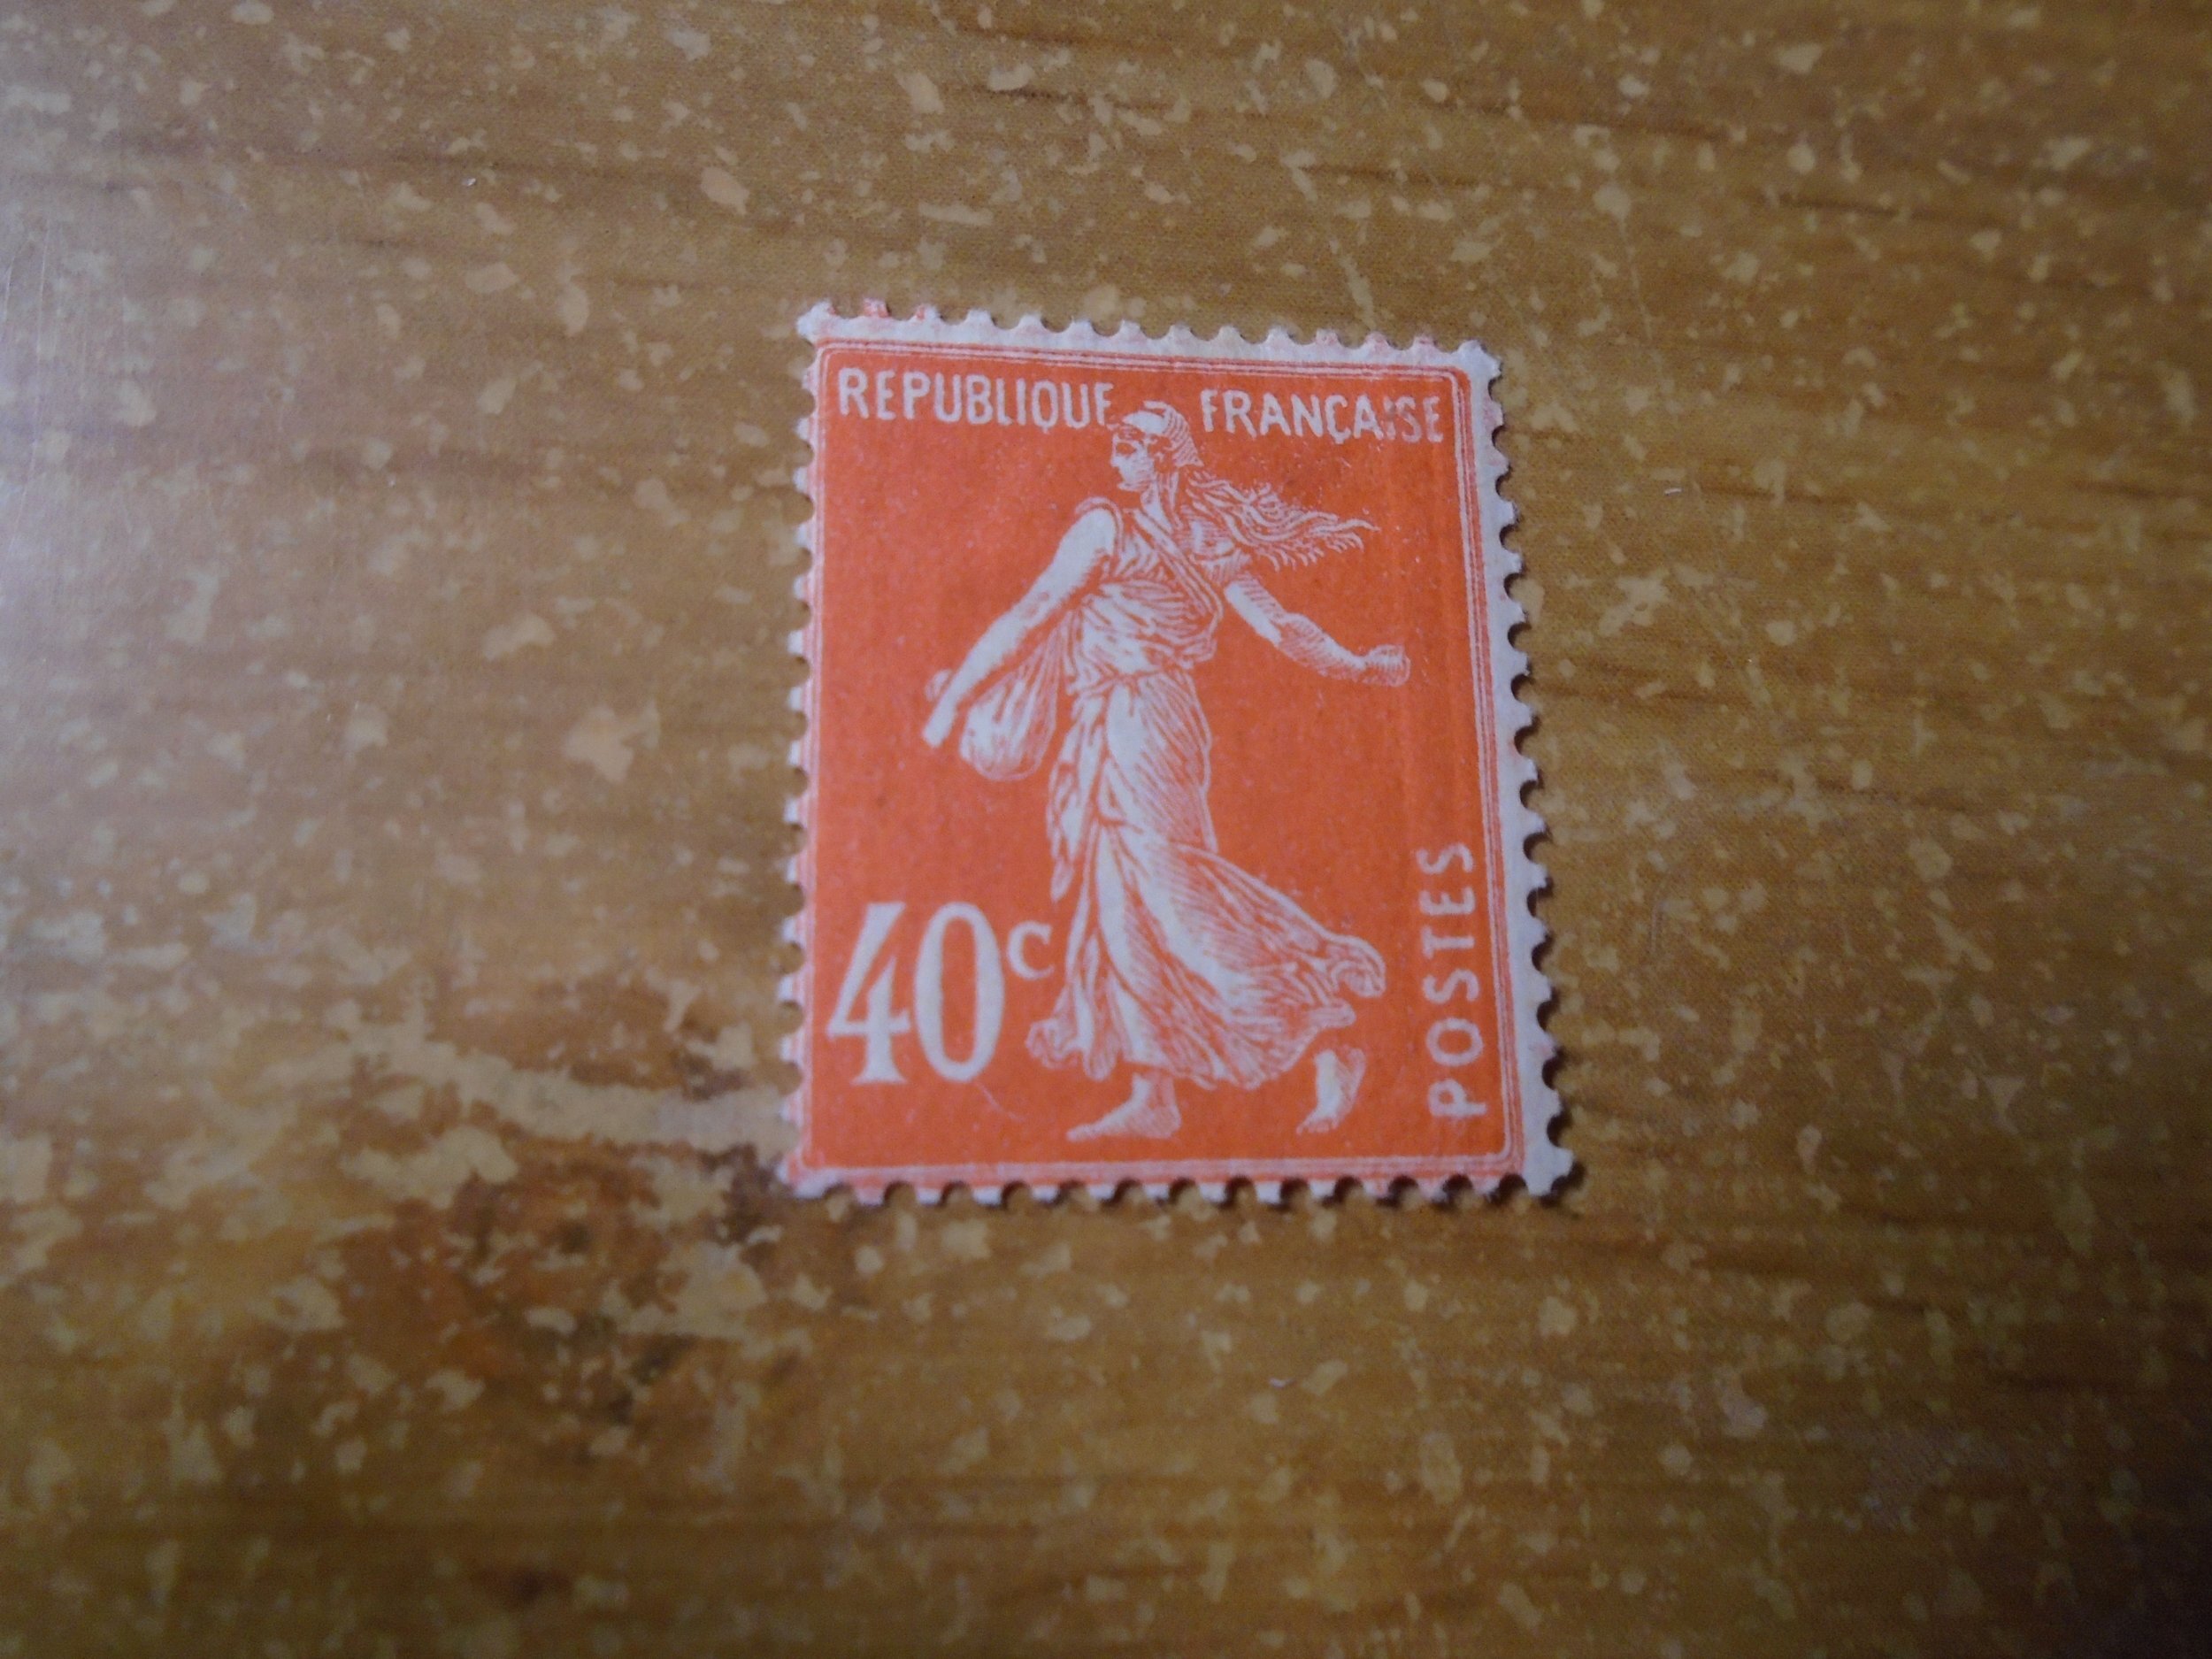 REPUBLIQUE FRANÇAISE
40c
POSTES